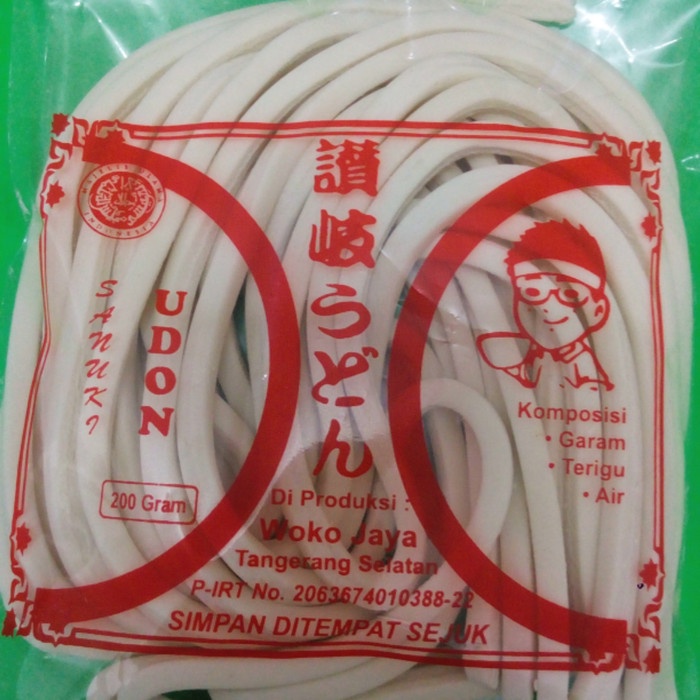 讃岐うどん
SANUKI
UDON
200 Gram
Komposisi
• Garam
• Terigu
• Air
Di Produksi :
Woko Jaya
Tangerang Selatan
P-IRT No. 2063674010388-22
SIMPAN DITEMPAT SEJUK